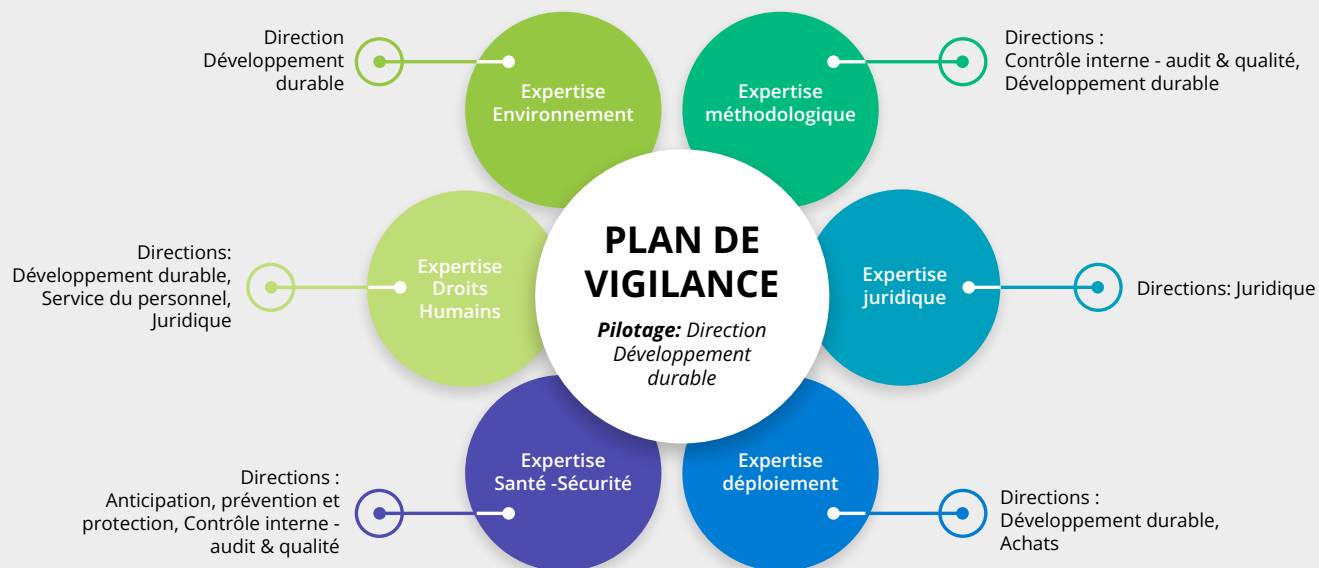 Direction
Développement
durable
Expertise
Environnement
Expertise
méthodologique
Directions :
Contrôle interne - audit & qualité,
Développement durable
Directions:
Développement durable,
Service du personnel,
Juridique
Expertise
Droits
Humains
PLAN DE
VIGILANCE
Pilotage: Direction
Développement
durable
Expertise
juridique
Directions: Juridique
Directions :
Anticipation, prévention et
protection, Contrôle interne -
audit & qualité
Expertise
Santé -Sécurité
Expertise
déploiement
Directions :
Développement durable,
Achats